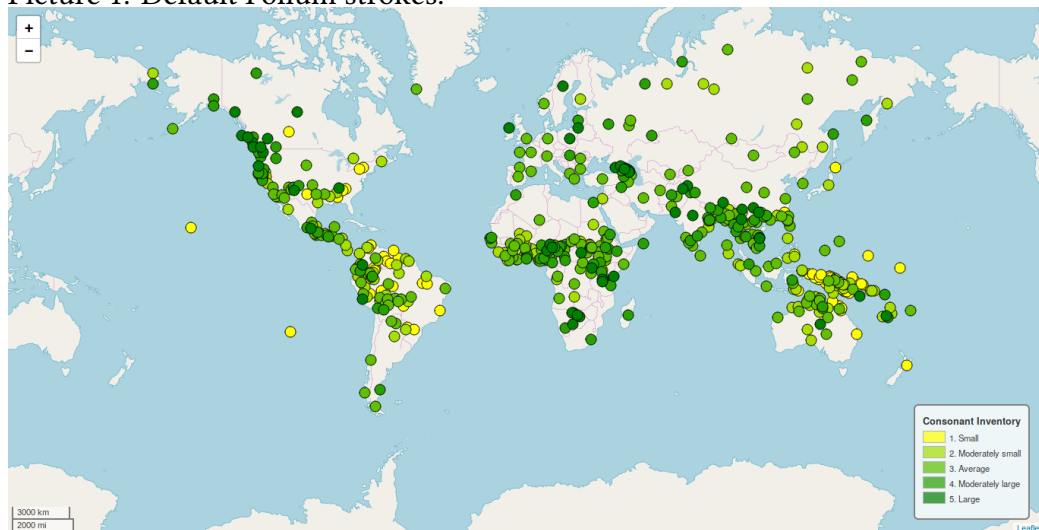 Picture 1: Default Folium strokes.
+
−
Consonant Inventory
1. Small
2. Moderately small
3. Average
4. Moderately large
5. Large
3000 km
2000 mi
Leafle